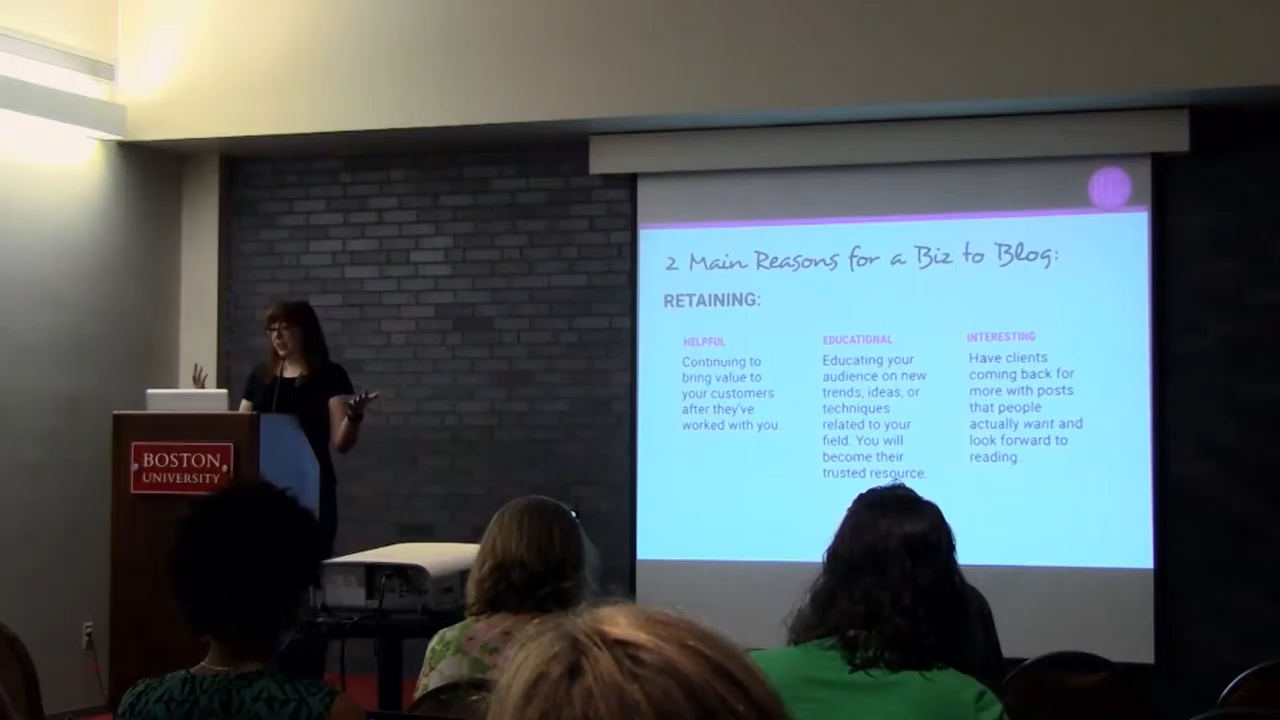 2 Main Reasons for a Biz to Blog:
RETAINING:
HELPFUL
Continuing to
bring value to
your customers
after they've
worked with you.
EDUCATIONAL
Educating your
audience on new
trends, ideas, or
techniques
related to your
field. You will
become their
trusted resource.
INTERESTING
Have clients
coming back for
more with posts
that people
actually want and
look forward to
reading.
BOSTON
UNIVERSITY